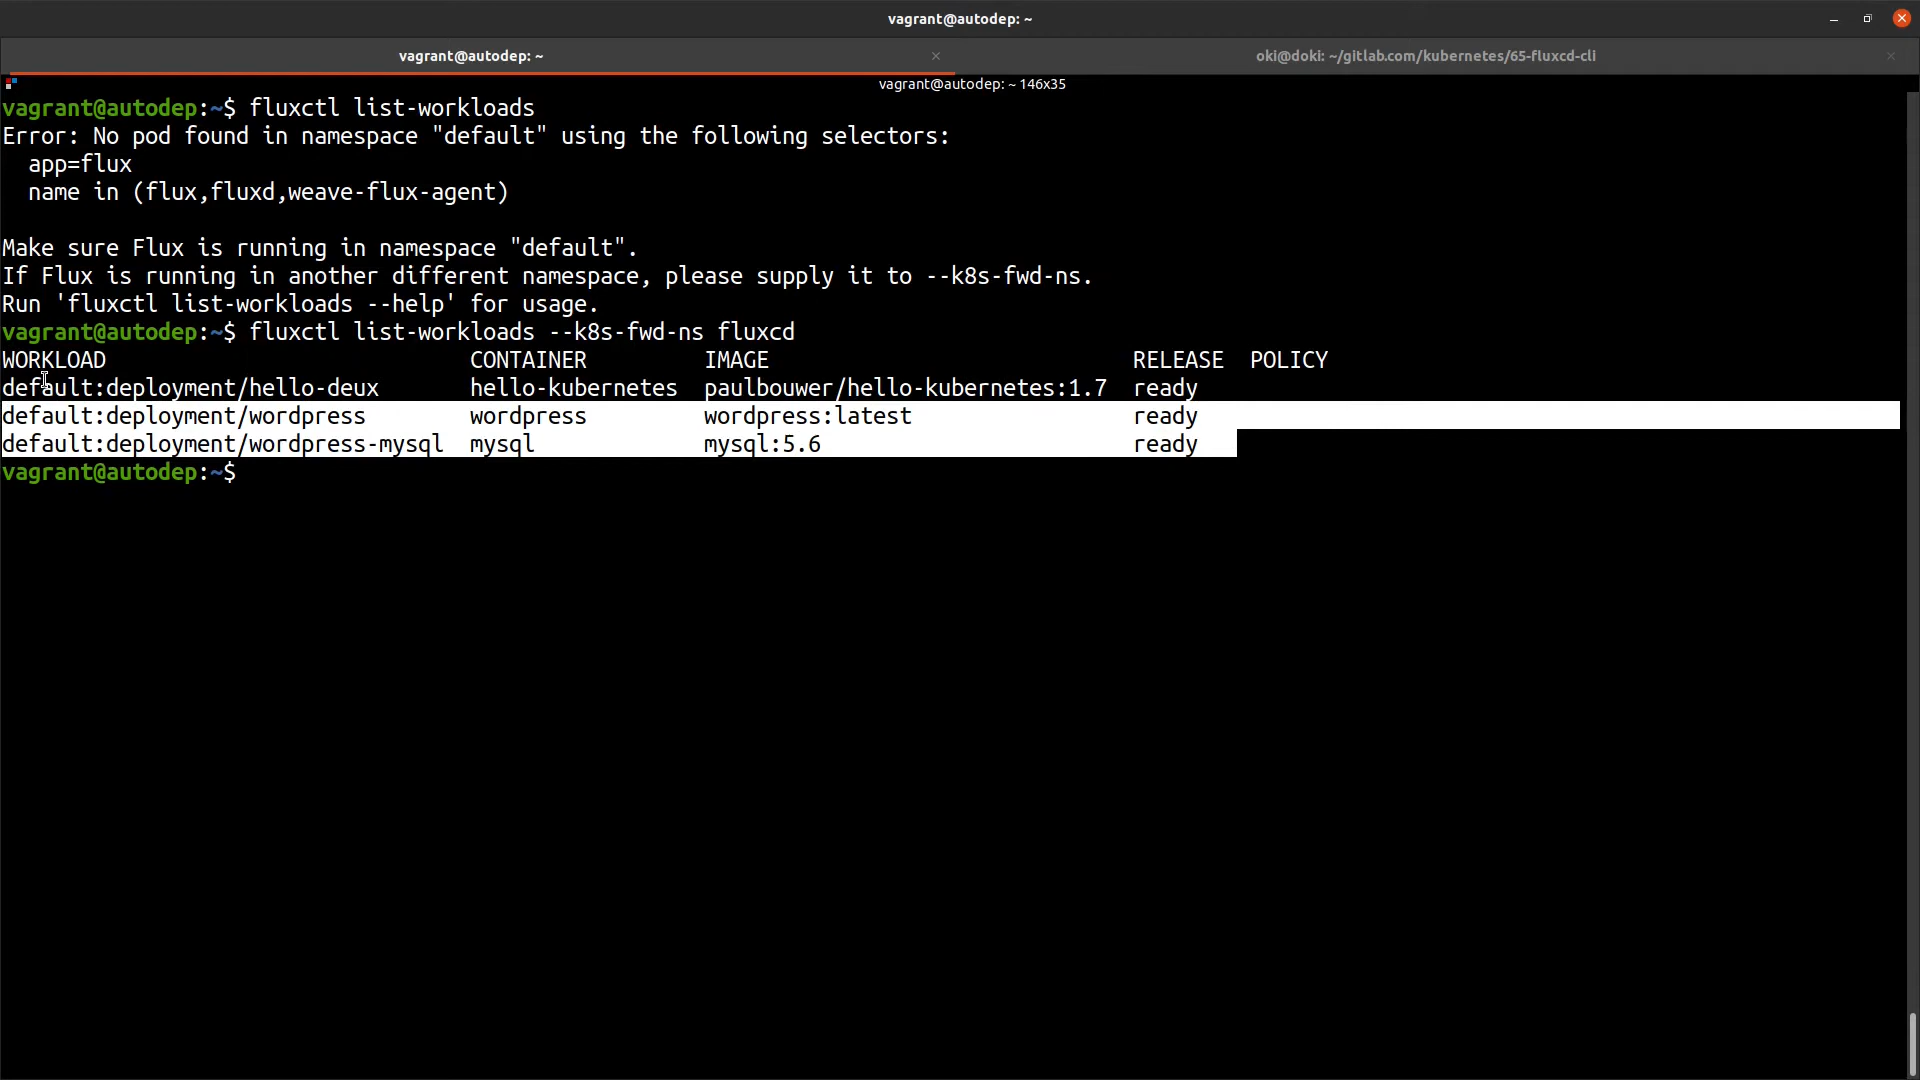 vagrant@autodep: ~
vagrant@autodep: ~
oki@doki: ~/gitlab.com/kubernetes/65-fluxcd-cli
vagrant@autodep: ~ 146x35
vagrant@autodep:~$ fluxctl list-workloads
Error: No pod found in namespace "default" using the following selectors:
  app=flux
  name in (flux,fluxd,weave-flux-agent)

Make sure Flux is running in namespace "default".
If Flux is running in another different namespace, please supply it to --k8s-fwd-ns.
Run 'fluxctl list-workloads --help' for usage.
vagrant@autodep:~$ fluxctl list-workloads --k8s-fwd-ns fluxcd
WORKLOAD                            CONTAINER         IMAGE                            RELEASE  POLICY
default:deployment/hello-deux       hello-kubernetes  paulbouwer/hello-kubernetes:1.7  ready
default:deployment/wordpress        wordpress         wordpress:latest                 ready
default:deployment/wordpress-mysql  mysql             mysql:5.6                        ready
vagrant@autodep:~$